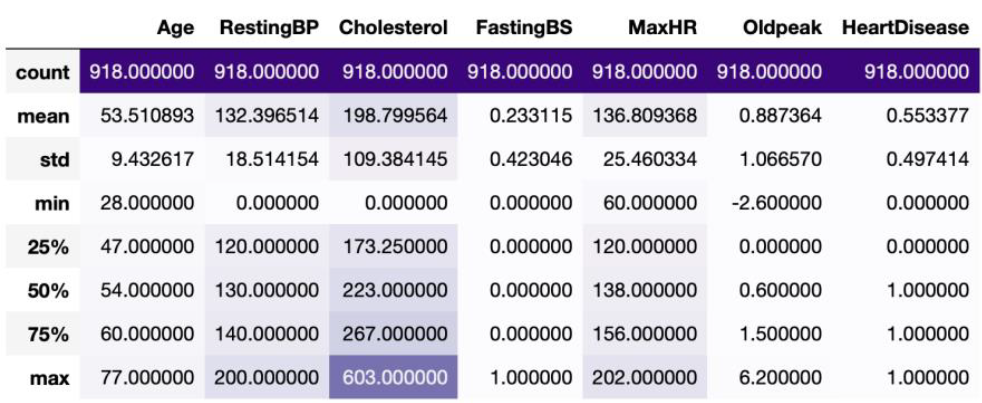 Age RestingBP Cholesterol FastingBS MaxHR Oldpeak HeartDisease
count 918.000000 918.000000 918.000000 918.000000 918.000000 918.000000 918.000000
mean 53.510893 132.396514 198.799564 0.233115 136.809368 0.887364 0.553377
std 9.432617 18.514154 109.384145 0.423046 25.460334 1.066570 0.497414
min 28.000000 0.000000 0.000000 0.000000 60.000000 -2.600000 0.000000
25% 47.000000 120.000000 173.250000 0.000000 120.000000 0.000000 0.000000
50% 54.000000 130.000000 223.000000 0.000000 138.000000 0.600000 1.000000
75% 60.000000 140.000000 267.000000 0.000000 156.000000 1.500000 1.000000
max 77.000000 200.000000 603.000000 1.000000 202.000000 6.200000 1.000000